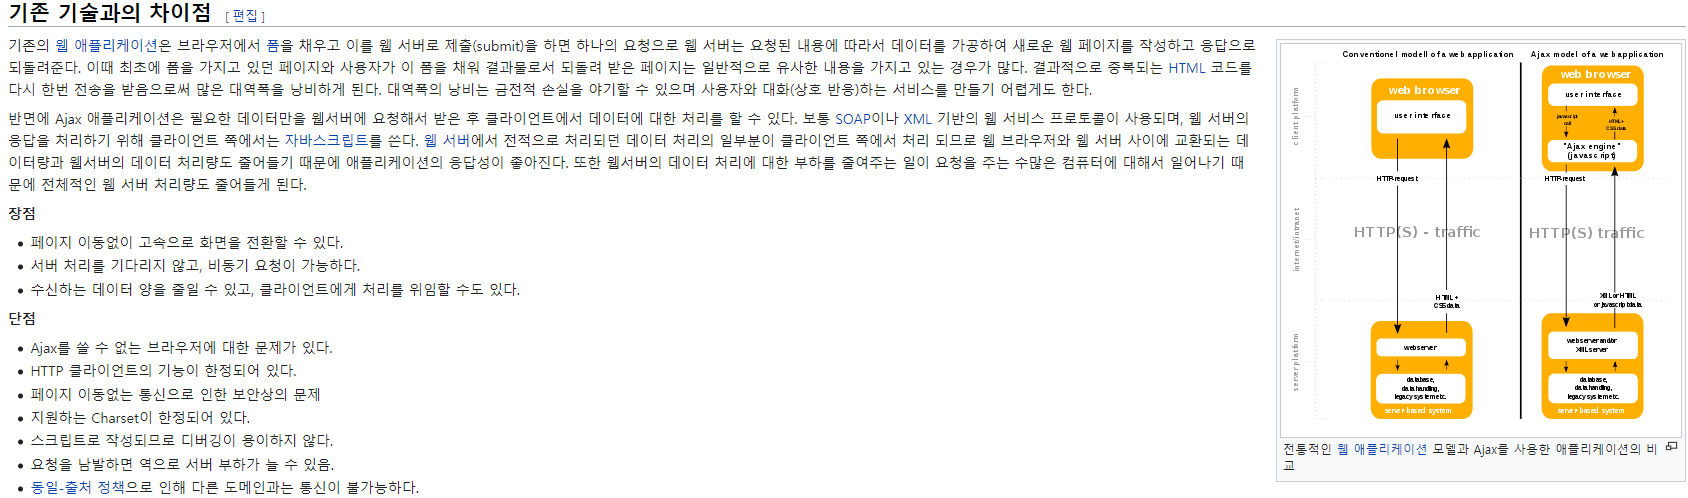 기존 기술과의 차이점 [ 편집 ]
기존의 웹 애플리케이션은 브라우저에서 폼을 채우고 이를 웹 서버로 제출(submit)을 하면 하나의 요청으로 웹 서버는 요청된 내용에 따라서 데이터를 가공하여 새로운 웹 페이지를 작성하고 응답으로
되돌려준다. 이때 최초에 폼을 가지고 있던 페이지와 사용자가 이 폼을 채워 결과물로서 되돌려 받은 페이지는 일반적으로 유사한 내용을 가지고 있는 경우가 많다. 결과적으로 중복되는 HTML 코드를
다시 한번 전송을 받음으로써 많은 대역폭을 낭비하게 된다. 대역폭의 낭비는 금전적 손실을 야기할 수 있으며 사용자와 대화(상호 반응)하는 서비스를 만들기 어렵게도 한다.
반면에 Ajax 애플리케이션은 필요한 데이터만을 웹서버에 요청해서 받은 후 클라이언트에서 데이터에 대한 처리를 할 수 있다. 보통 SOAP이나 XML 기반의 웹 서비스 프로토콜이 사용되며, 웹 서버의
응답을 처리하기 위해 클라이언트 쪽에서는 자바스크립트를 쓴다. 웹 서버에서 전적으로 처리되던 데이터 처리의 일부분이 클라이언트 쪽에서 처리 되므로 웹 브라우저와 웹 서버 사이에 교환되는 데
이터량과 웹서버의 데이터 처리량도 줄어들기 때문에 애플리케이션의 응답성이 좋아진다. 또한 웹서버의 데이터 처리에 대한 부하를 줄여주는 일이 요청을 주는 수많은 컴퓨터에 대해서 일어나기 때
문에 전체적인 웹 서버 처리량도 줄어들게 된다.
장점
• 페이지 이동없이 고속으로 화면을 전환할 수 있다.
• 서버 처리를 기다리지 않고, 비동기 요청이 가능하다.
• 수신하는 데이터 양을 줄일 수 있고, 클라이언트에게 처리를 위임할 수도 있다.
단점
• Ajax를 쓸 수 없는 브라우저에 대한 문제가 있다.
• HTTP 클라이언트의 기능이 한정되어 있다.
• 페이지 이동없는 통신으로 인한 보안상의 문제
• 지원하는 Charset이 한정되어 있다.
• 스크립트로 작성되므로 디버깅이 용이하지 않다.
• 요청을 남발하면 역으로 서버 부하가 늘 수 있음.
• 동일-출처 정책으로 인해 다른 도메인과는 통신이 불가능하다.
Conventionel modell of a web application
client platform
internet/intranet
server platform
web browser
user interface
HTTP-request
HTTP(S) - traffic
HTML+
CSS data
webserver
database,
datahandling,
legacy system etc.
server-based system
Ajax model of a web application
web browser
user interface
javascript
call
HTML+
CSS data
"Ajax engine"
(javascript)
HTTP-request
HTTP(S) traffic
XML or HTML
or javascript data
webserver and/or
XML server
database,
datahandling,
legacy system etc.
server-based system
전통적인 웹 애플리케이션 모델과 Ajax를 사용한 애플리케이션의 비
교